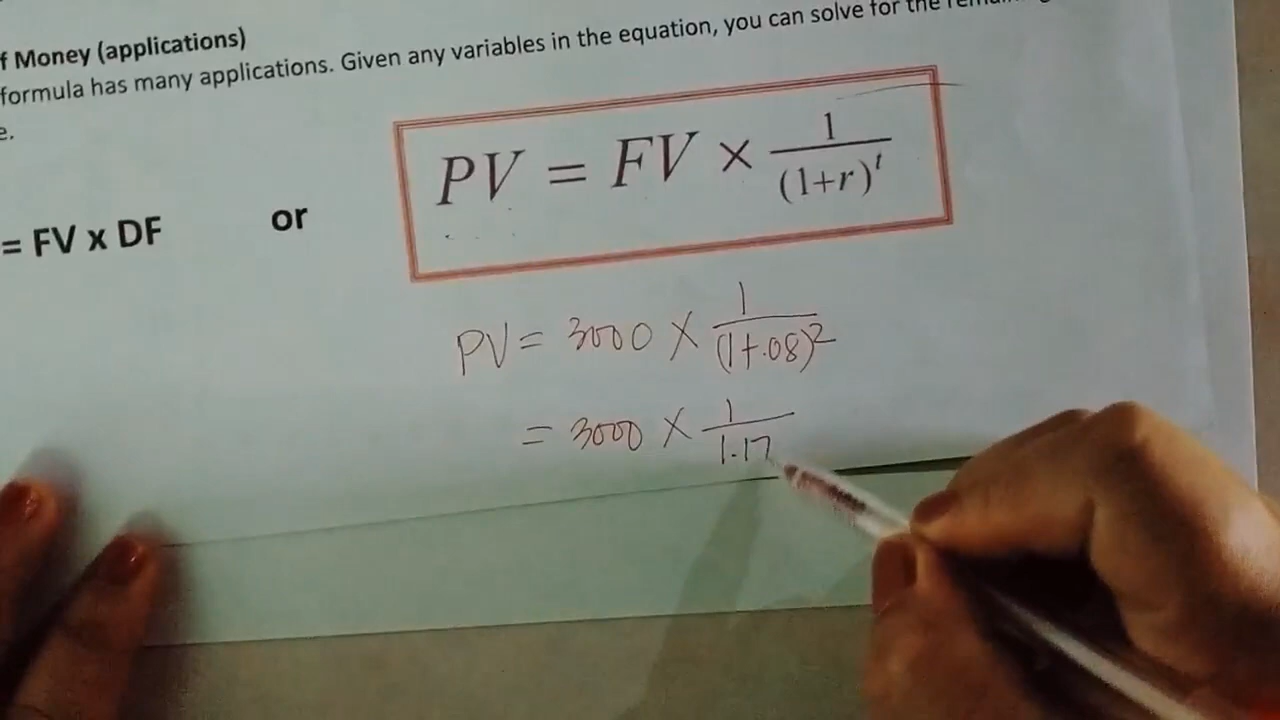 f Money (applications)
formula has many applications. Given any variables in the equation, you can solve for the
e.
PV = FV × 1/(1+r)^t
= FV x DF or
PV = 3000 × 1/(1+.08)^2
= 3000 × 1/1.17